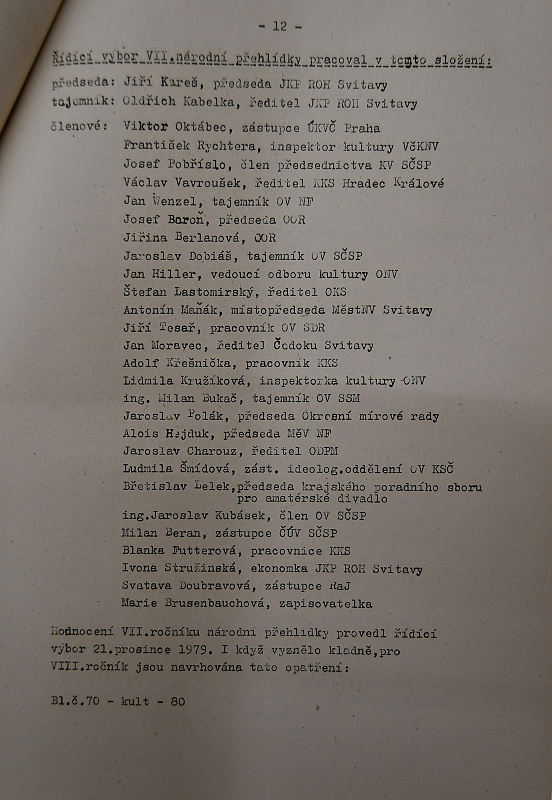 - 12 -
Řídící výbor VII.národní přehlídky pracoval v tomto složení:
předseda: Jiří Kareš, předseda JKP ROH Svitavy
tajemník: Oldřich Kabelka, ředitel JKP ROH Svitavy
členové: Viktor Oktábec, zástupce ÚKVČ Praha
František Rychtera, inspektor kultury VčKNV
Josef Pobříslo, člen předsednictva KV SČSP
Václav Vavroušek, ředitel KKS Hradec Králové
Jan Wenzel, tajemník OV NF
Josef Baroň, předseda OOR
Jiřina Berlanová, OOR
Jaroslav Dobiáš, tajemník OV SČSP
Jan Hiller, vedoucí odboru kultury ONV
Štefan Lastomirský, ředitel OKS
Antonín Maňák, místopředseda MěstNV Svitavy
Jiří Tesař, pracovník OV SDR
Jan Moravec, ředitel Čedoku Svitavy
Adolf Křešnička, pracovník KKS
Lidmila Kružíková, inspektorka kultury ONV
ing. Milan Bukač, tajemník OV SSM
Jaroslav Polák, předseda Okresní mírové rady
Alois Hejduk, předseda MěV NF
Jaroslav Charouz, ředitel ODPM
Ludmila Šmídová, zást. ideolog.oddělení OV KSČ
Břetislav Lelek,předseda krajského poradního sboru
pro amatérské divadlo
ing.Jaroslav Kubásek, člen OV SČSP
Milan Beran, zástupce ČÚV SČSP
Blanka Futterová, pracovnice KKS
Ivona Stružinská, ekonomka JKP ROH Svitavy
Svatava Doubravová, zástupce RaJ
Marie Brusenbauchová, zapisovatelka
Hodnocení VII.ročníku národní přehlídky provedl řídící
výbor 21.prosince 1979. I když vyznělo kladně,pro
VIII.ročník jsou navrhována tato opatření:
Bl.č.70 - kult - 80